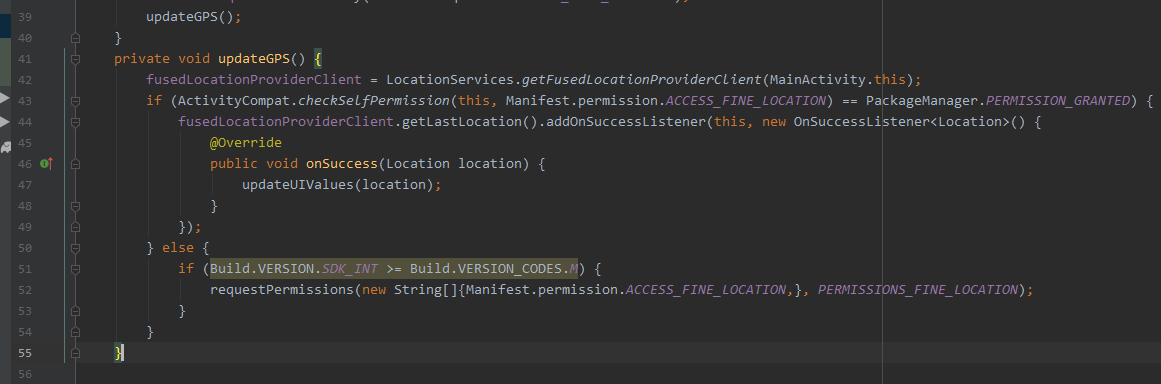 39 updateGPS();
40 }
41 private void updateGPS() {
42 fusedLocationProviderClient = LocationServices.getFusedLocationProviderClient(MainActivity.this);
43 if (ActivityCompat.checkSelfPermission(this, Manifest.permission.ACCESS_FINE_LOCATION) == PackageManager.PERMISSION_GRANTED) {
44 fusedLocationProviderClient.getLastLocation().addOnSuccessListener(this, new OnSuccessListener<Location>() {
45 @Override
46 public void onSuccess(Location location) {
47 updateUIValues(location);
48 }
49 });
50 } else {
51 if (Build.VERSION.SDK_INT >= Build.VERSION_CODES.M) {
52 requestPermissions(new String[]{Manifest.permission.ACCESS_FINE_LOCATION,}, PERMISSIONS_FINE_LOCATION);
53 }
54 }
55 }
56